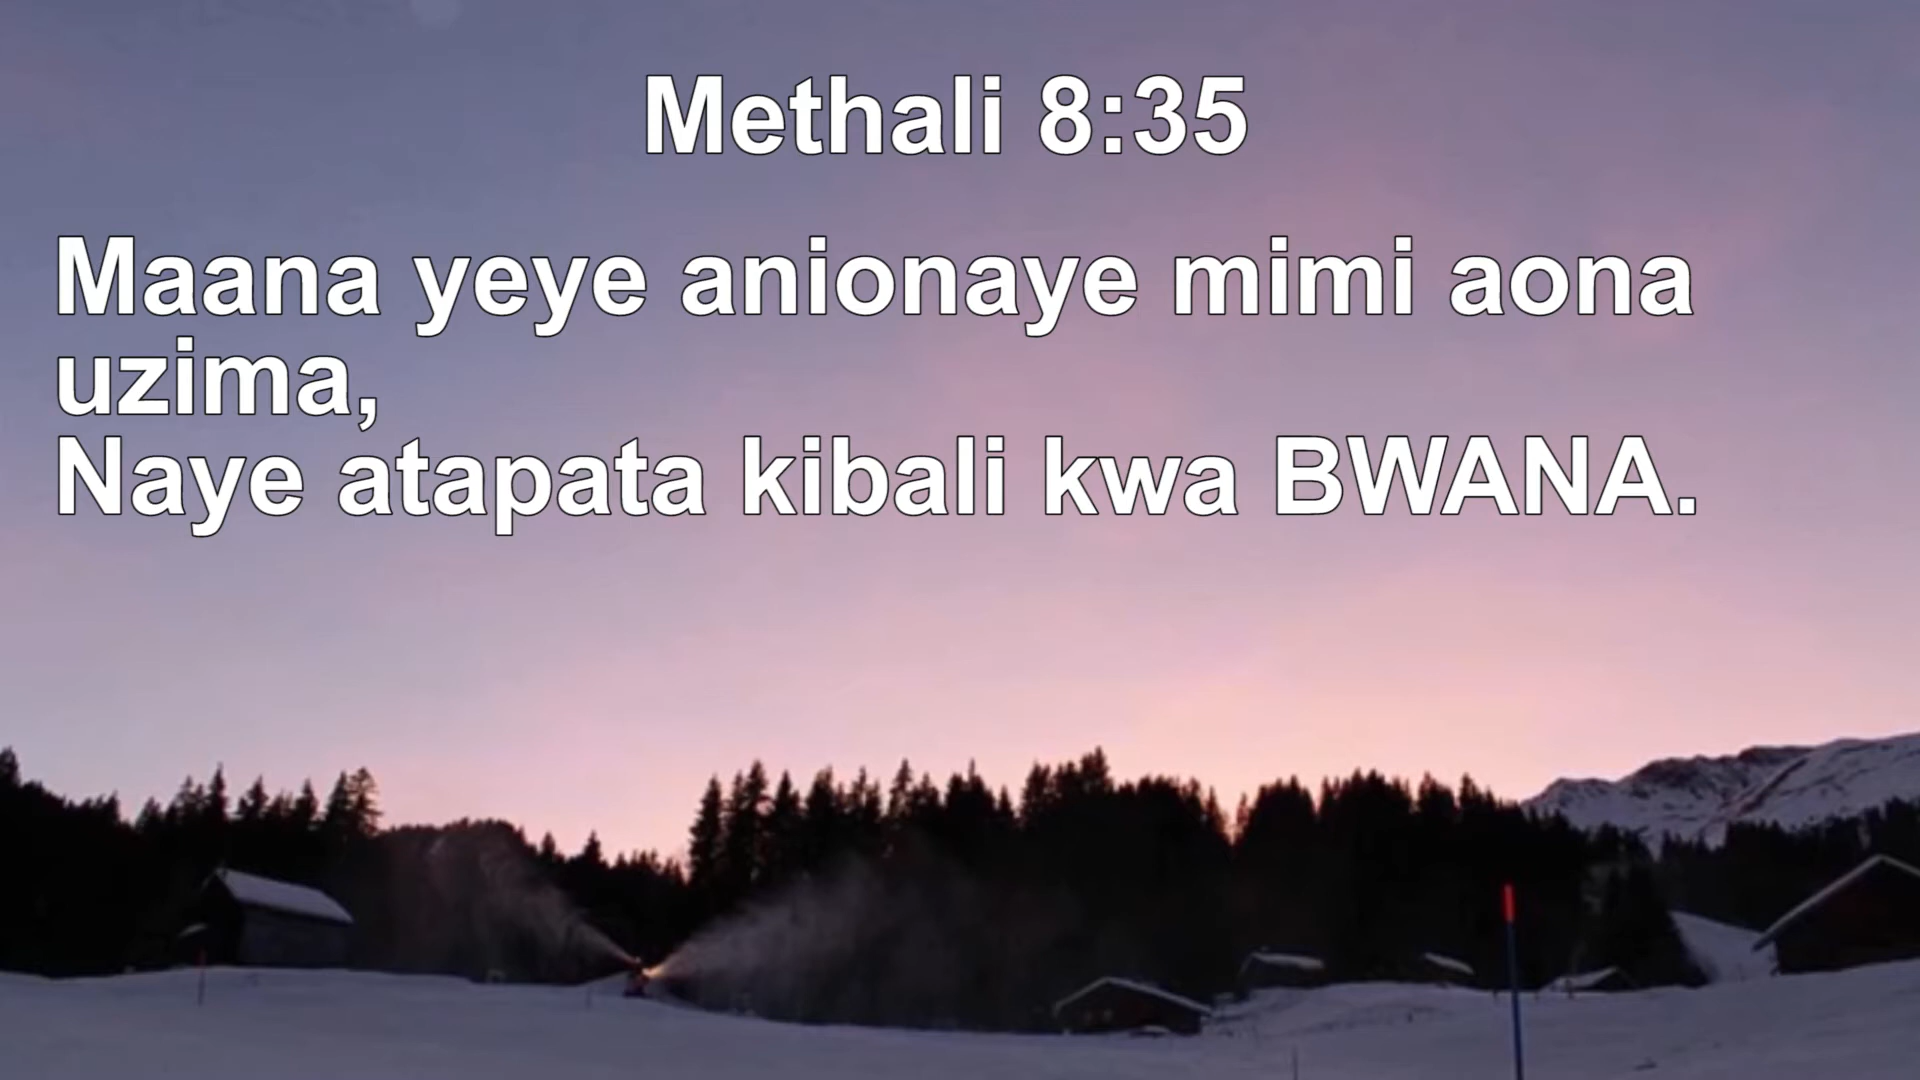 Methali 8:35
Maana yeye anionaye mimi aona
uzima,
Naye atapata kibali kwa BWANA.